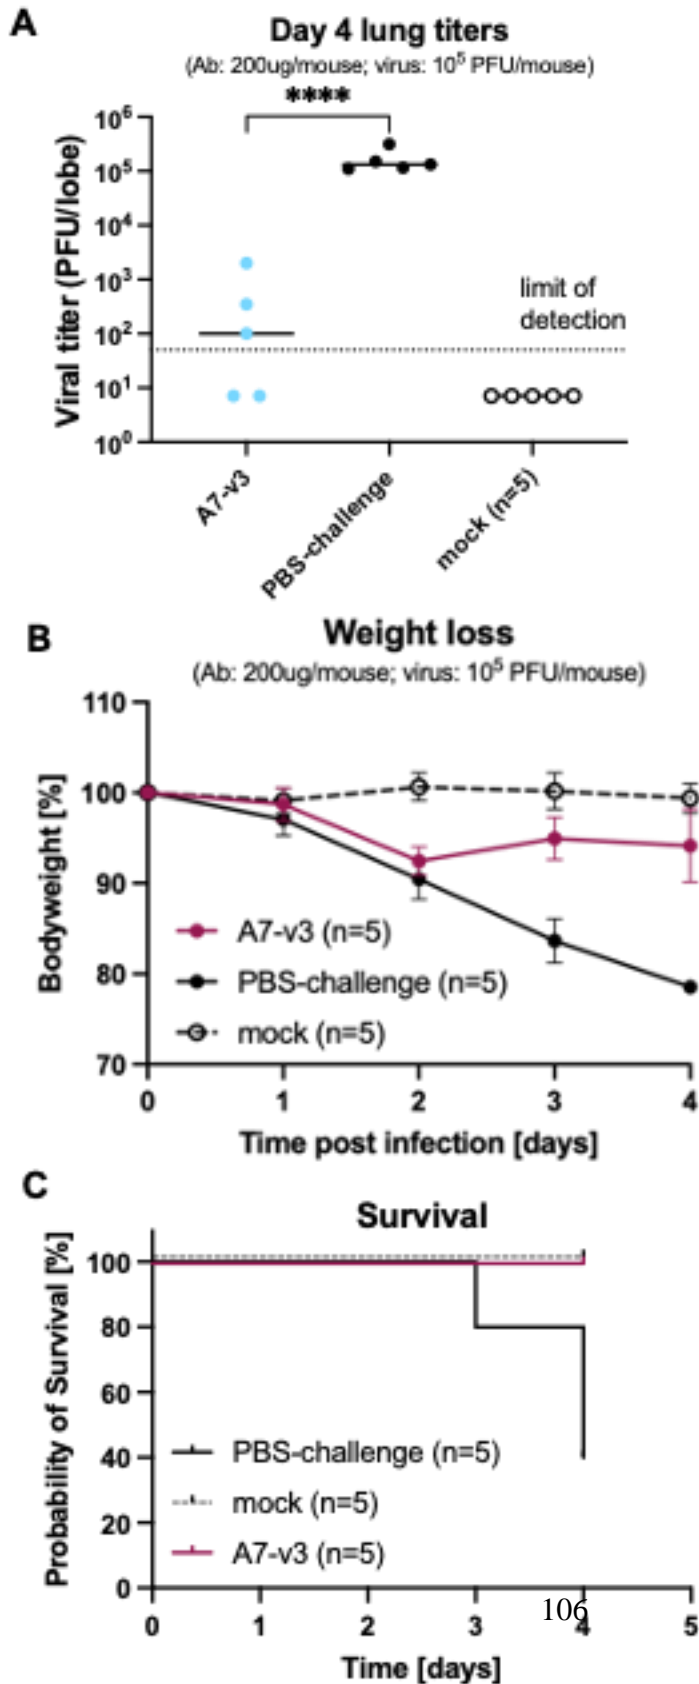 A
Day 4 lung titers
(Ab: 200ug/mouse; virus: 10⁵ PFU/mouse)
****
Viral titer (PFU/lobe)
10⁶
10⁵
10⁴
10³
10²
10¹
10⁰
limit of
detection
A7-v3
PBS-challenge
mock (n=5)
B
Weight loss
(Ab: 200ug/mouse; virus: 10⁵ PFU/mouse)
Bodyweight [%]
110
100
90
80
70
A7-v3 (n=5)
PBS-challenge (n=5)
mock (n=5)
0 1 2 3 4
Time post infection [days]
C
Survival
Probability of Survival [%]
100
80
60
40
20
0
PBS-challenge (n=5)
mock (n=5)
A7-v3 (n=5)
106
0 1 2 3 4 5
Time [days]